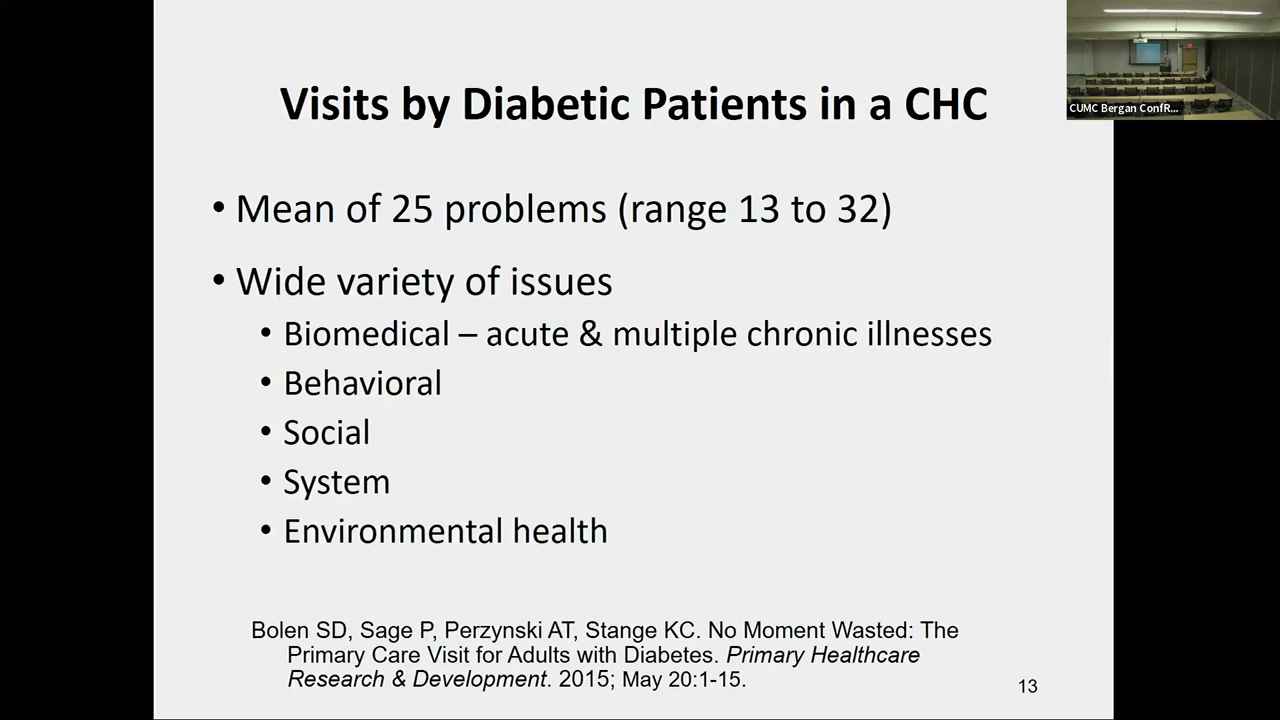 Visits by Diabetic Patients in a CHC
CUMC Bergan ConfR...
• Mean of 25 problems (range 13 to 32)
• Wide variety of issues
• Biomedical – acute & multiple chronic illnesses
• Behavioral
• Social
• System
• Environmental health
Bolen SD, Sage P, Perzynski AT, Stange KC. No Moment Wasted: The
Primary Care Visit for Adults with Diabetes. Primary Healthcare
Research & Development. 2015; May 20:1-15.
13